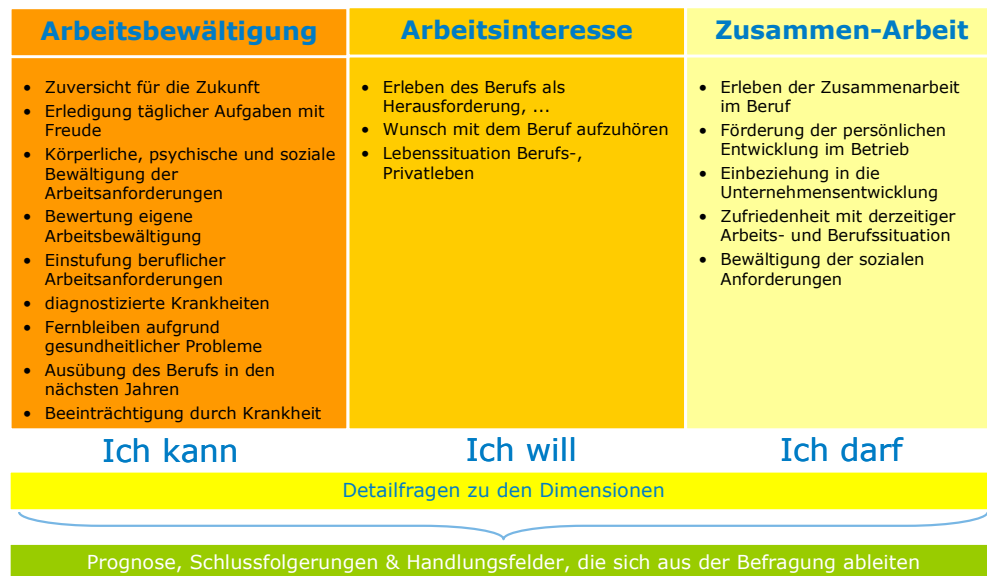 Arbeitsbewältigung
• Zuversicht für die Zukunft
• Erledigung täglicher Aufgaben mit
Freude
• Körperliche, psychische und soziale
Bewältigung der
Arbeitsanforderungen
• Bewertung eigene
Arbeitsbewältigung
• Einstufung beruflicher
Arbeitsanforderungen
• diagnostizierte Krankheiten
• Fernbleiben aufgrund
gesundheitlicher Probleme
• Ausübung des Berufs in den
nächsten Jahren
• Beeinträchtigung durch Krankheit
Ich kann
Arbeitsinteresse
• Erleben des Berufs als
Herausforderung, ...
• Wunsch mit dem Beruf aufzuhören
• Lebenssituation Berufs-,
Privatleben
Ich will
Zusammen-Arbeit
• Erleben der Zusammenarbeit
im Beruf
• Förderung der persönlichen
Entwicklung im Betrieb
• Einbeziehung in die
Unternehmensentwicklung
• Zufriedenheit mit derzeitiger
Arbeits- und Berufssituation
• Bewältigung der sozialen
Anforderungen
Ich darf
Detailfragen zu den Dimensionen
Prognose, Schlussfolgerungen & Handlungsfelder, die sich aus der Befragung ableiten